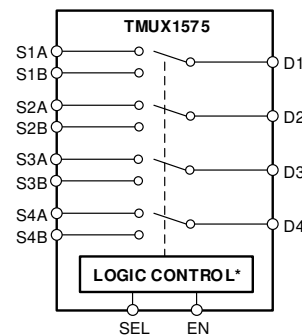 TMUX1575
S1A
D1
S1B
S2A
D2
S2B
S3A
D3
S3B
S4A
D4
S4B
LOGIC CONTROL*
SEL EN